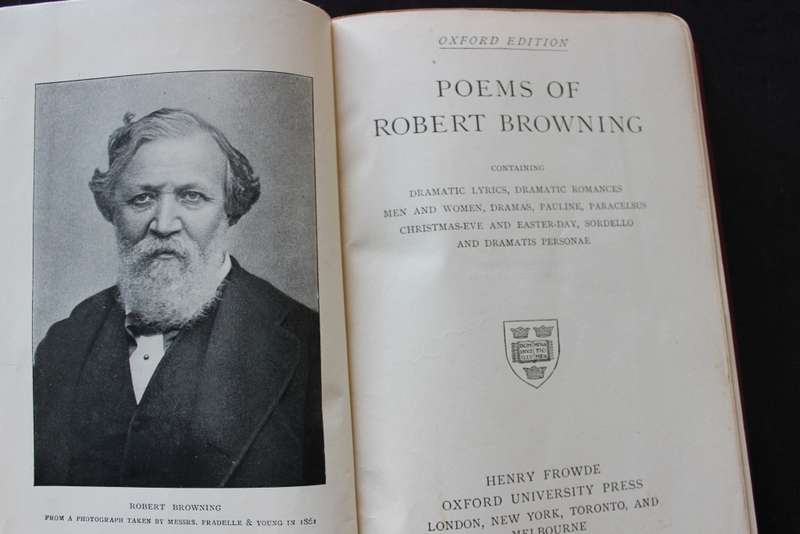 ROBERT BROWNING
FROM A PHOTOGRAPH TAKEN BY MESSRS. FRADELLE & YOUNG IN 1861
OXFORD EDITION
POEMS OF
ROBERT BROWNING
CONTAINING
DRAMATIC LYRICS, DRAMATIC ROMANCES
MEN AND WOMEN, DRAMAS, PAULINE, PARACELSUS
CHRISTMAS-EVE AND EASTER-DAY, SORDELLO
AND DRAMATIS PERSONAE
HENRY FROWDE
OXFORD UNIVERSITY PRESS
LONDON, NEW YORK, TORONTO, AND
MELBOURNE